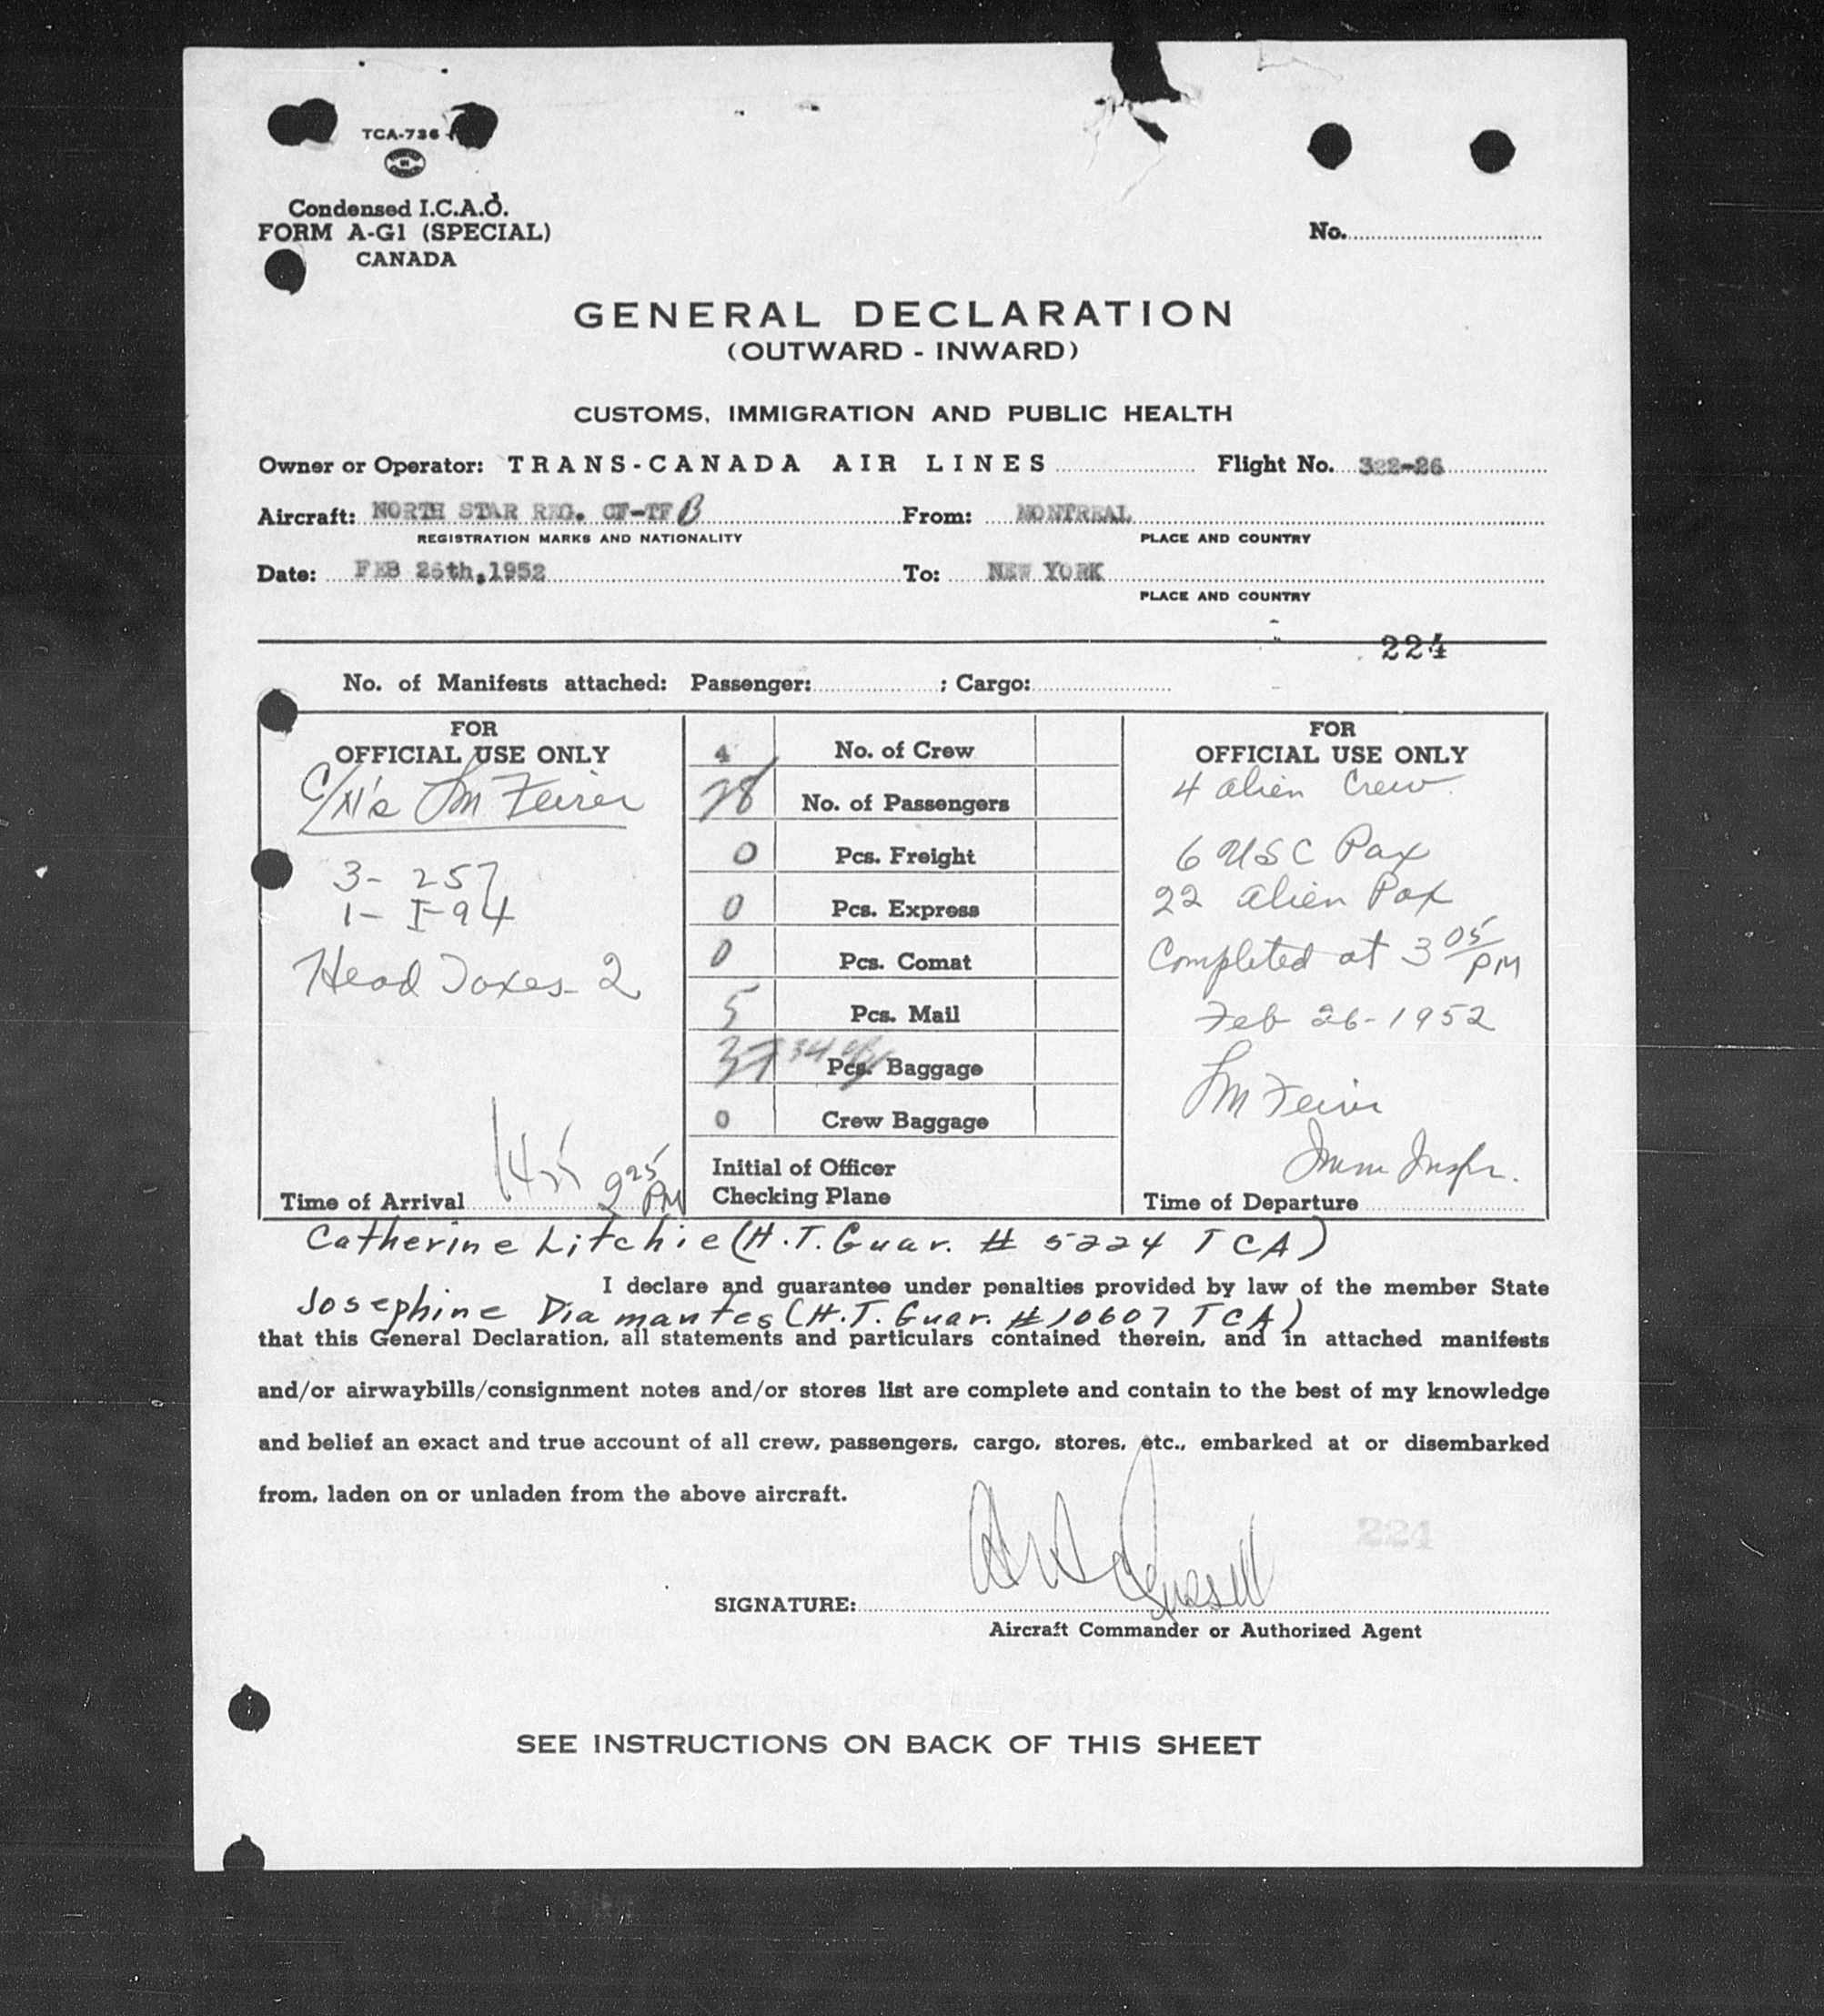 TCA-736
Condensed I.C.A.O.
FORM A-G1 (SPECIAL)
CANADA
No.
GENERAL DECLARATION
(OUTWARD - INWARD)
CUSTOMS, IMMIGRATION AND PUBLIC HEALTH
Owner or Operator: TRANS-CANADA AIR LINES Flight No. 322-26
Aircraft: NORTH STAR REG. CF-TFB From: MONTREAL
REGISTRATION MARKS AND NATIONALITY PLACE AND COUNTRY
Date: FEB 26th,1952 To: NEW YORK
PLACE AND COUNTRY
224
No. of Manifests attached: Passenger: ; Cargo:
FOR
OFFICIAL USE ONLY
C/N's
3- 257
1- I-94
Head Taxes- 2
1425 2 25 PM
Time of Arrival
4 No. of Crew
28 No. of Passengers
0 Pcs. Freight
0 Pcs. Express
0 Pcs. Comat
5 Pcs. Mail
37 34 Pcs. Baggage
0 Crew Baggage
Initial of Officer
Checking Plane
FOR
OFFICIAL USE ONLY
4 alien Crew.
6 USC Pax
22 alien Pax
Completed at 3 05 PM
Feb 26-1952
Imm Inspr.
Time of Departure
Catherine Litchie (H.T. Guar. # 5224 TCA)
I declare and guarantee under penalties provided by law of the member State
Josephine Diamantes (H.T. Guar. #10607 TCA)
that this General Declaration, all statements and particulars contained therein, and in attached manifests
and/or airwaybills/consignment notes and/or stores list are complete and contain to the best of my knowledge
and belief an exact and true account of all crew, passengers, cargo, stores, etc., embarked at or disembarked
from, laden on or unladen from the above aircraft.
224
SIGNATURE:
Aircraft Commander or Authorized Agent
SEE INSTRUCTIONS ON BACK OF THIS SHEET